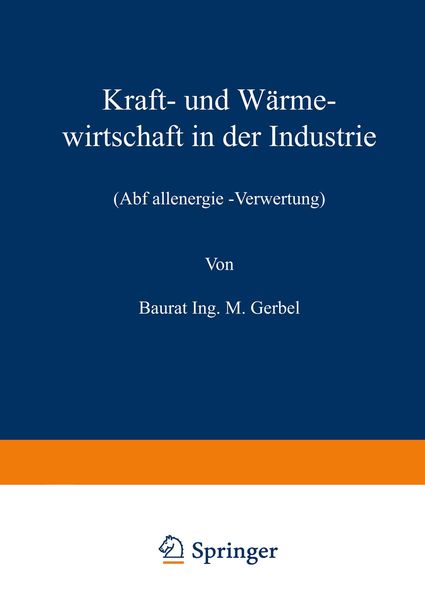 Kraft- und Wärme-
wirtschaft in der Industrie
(Abf allenergie -Verwertung)
Von
Baurat Ing. M. Gerbel
Springer